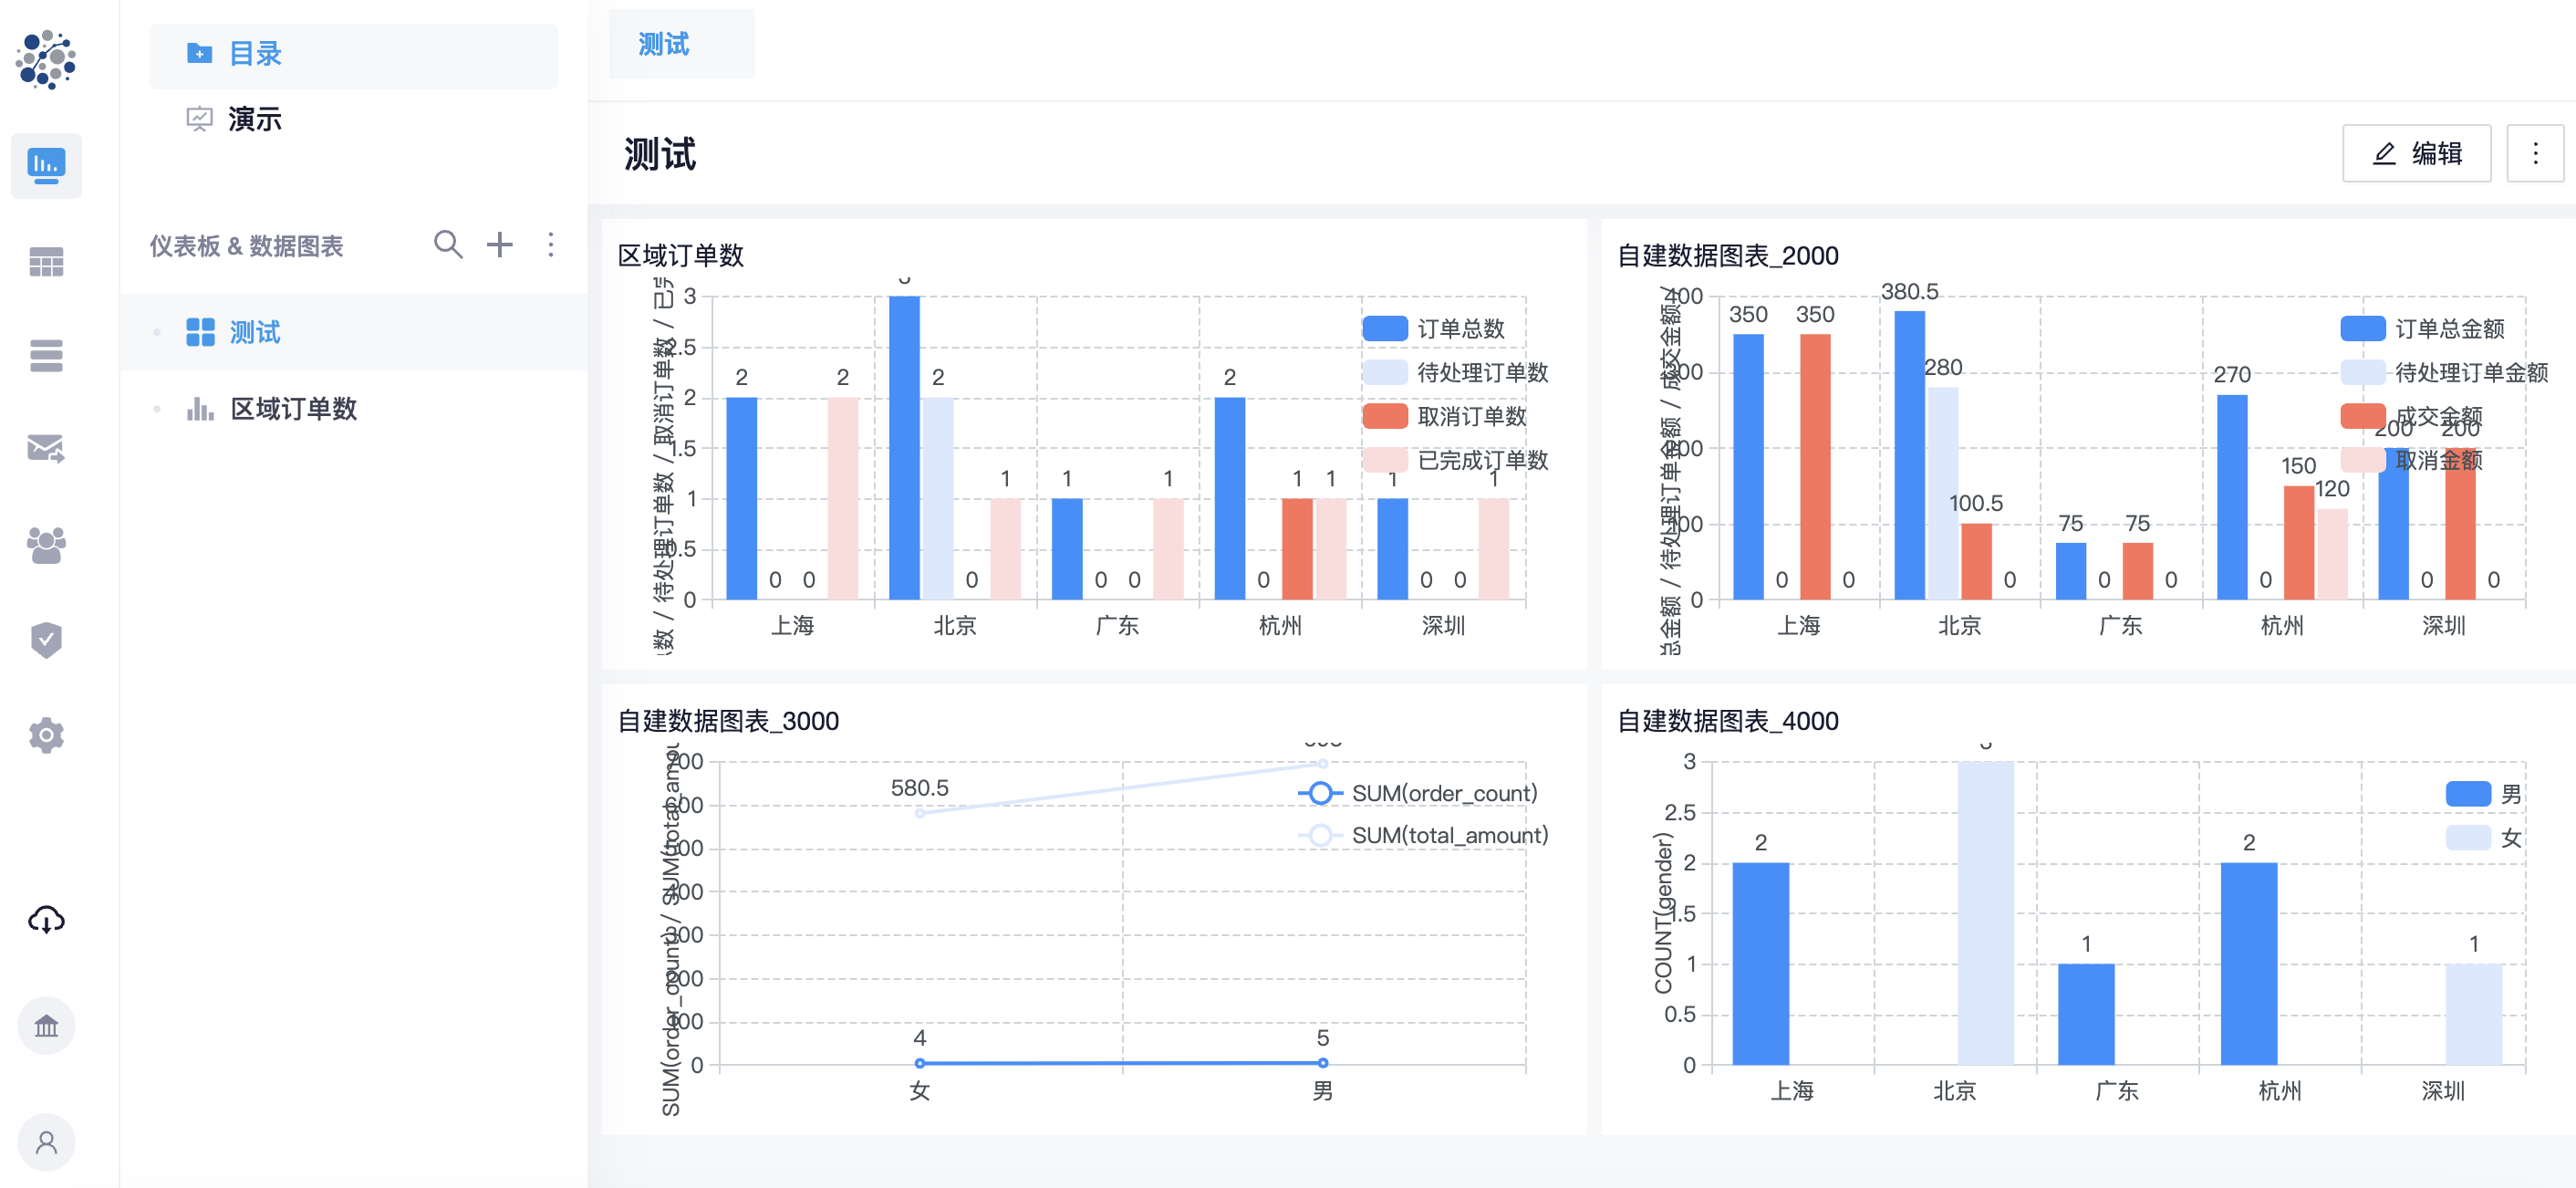 目录
演示
仪表板 & 数据图表
测试
区域订单数
测试
测试
编辑
区域订单数
3
2.5
2
1.5
1
0.5
0
数 / 待处理订单数 / 取消订单数 / 已
2 0 0 2
2 0 1
1 0 0 1
2 0 1 1
1 0 0 1
订单总数
待处理订单数
取消订单数
已完成订单数
上海 北京 广东 杭州 深圳
自建数据图表_2000
400
300
200
100
0
总金额 / 待处理订单金额 / 成交金额 /
350 0 350 0
380.5 280 100.5 0
75 0 75 0
270 0 150 120
200 0 200 0
订单总金额
待处理订单金额
成交金额
取消金额
上海 北京 广东 杭州 深圳
自建数据图表_3000
700
600
500
400
300
200
100
0
SUM(order_count) / SUM(total_amou
580.5
4 5
SUM(order_count)
SUM(total_amount)
女 男
自建数据图表_4000
3
2.5
2
1.5
1
0.5
0
COUNT(gender)
2 3 1 2 1
男
女
上海 北京 广东 杭州 深圳